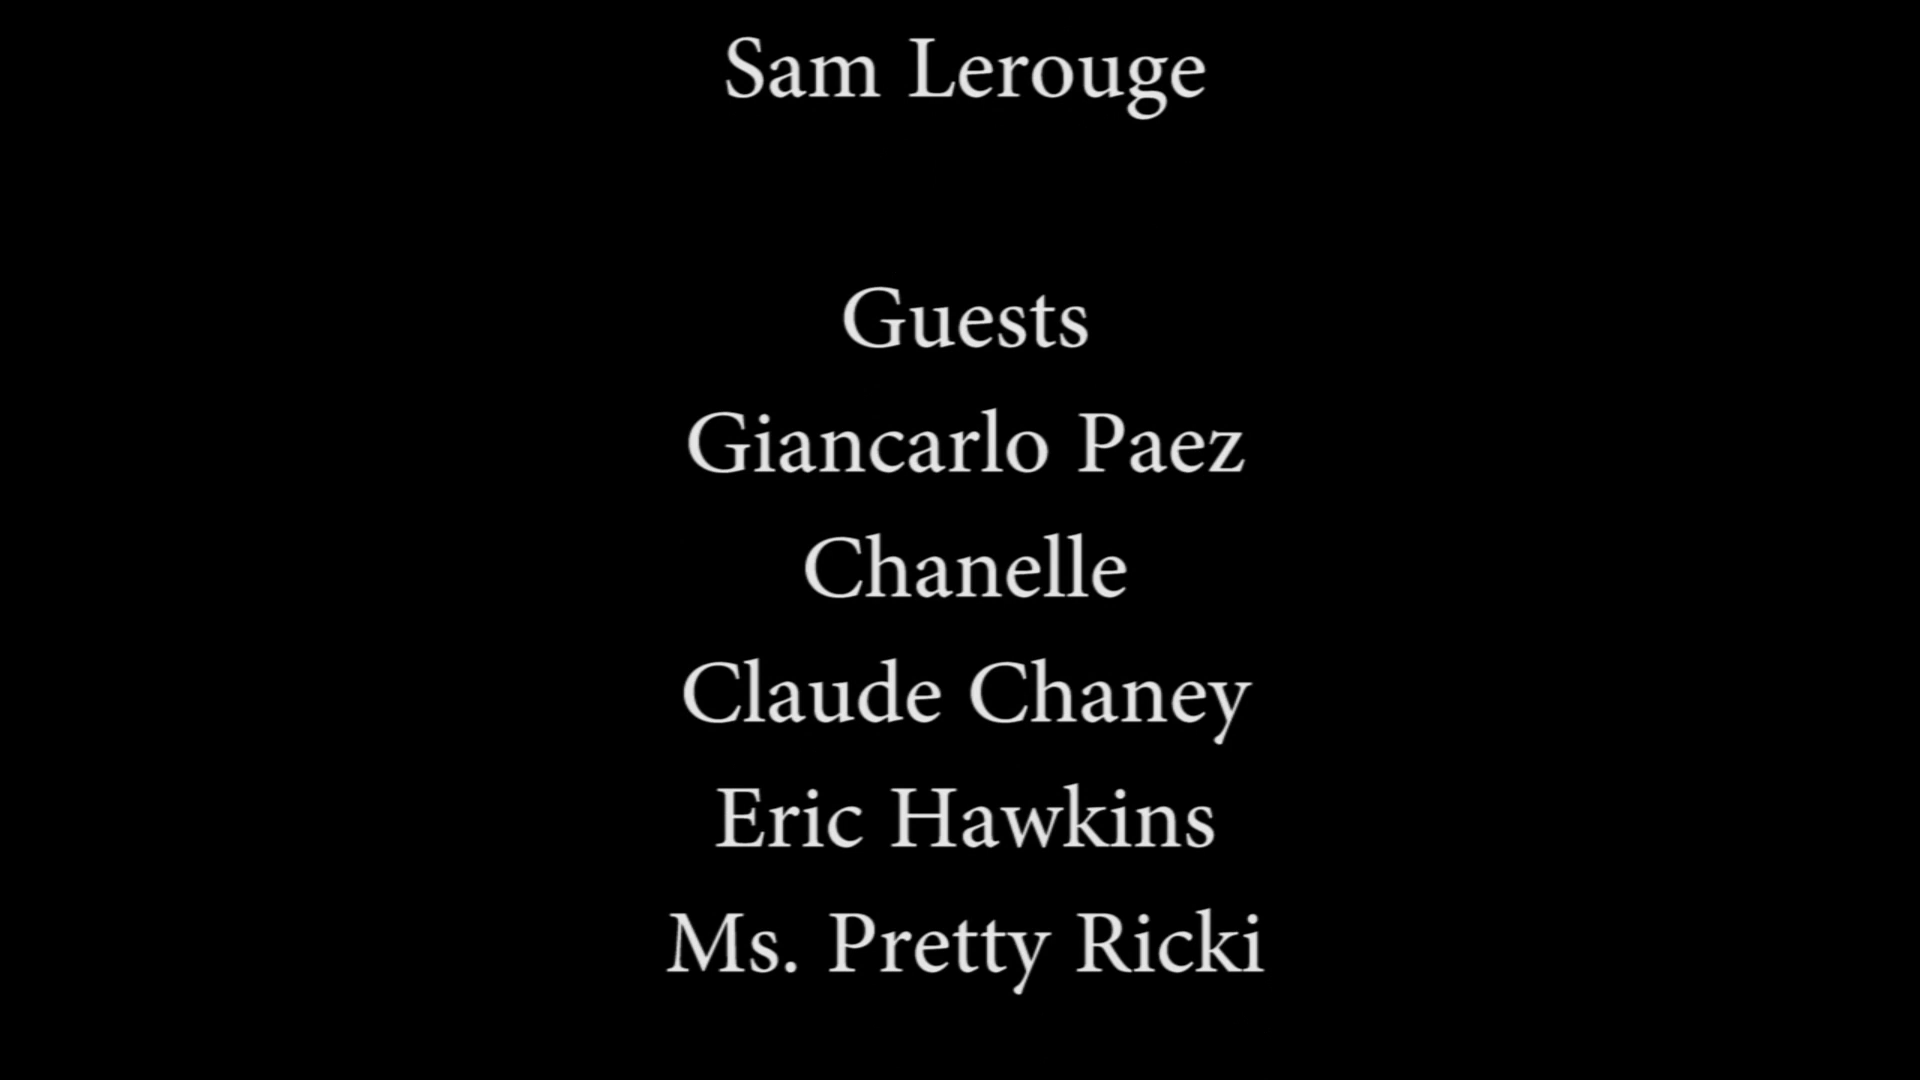 Sam Lerouge
Guests
Giancarlo Paez
Chanelle
Claude Chaney
Eric Hawkins
Ms. Pretty Ricki